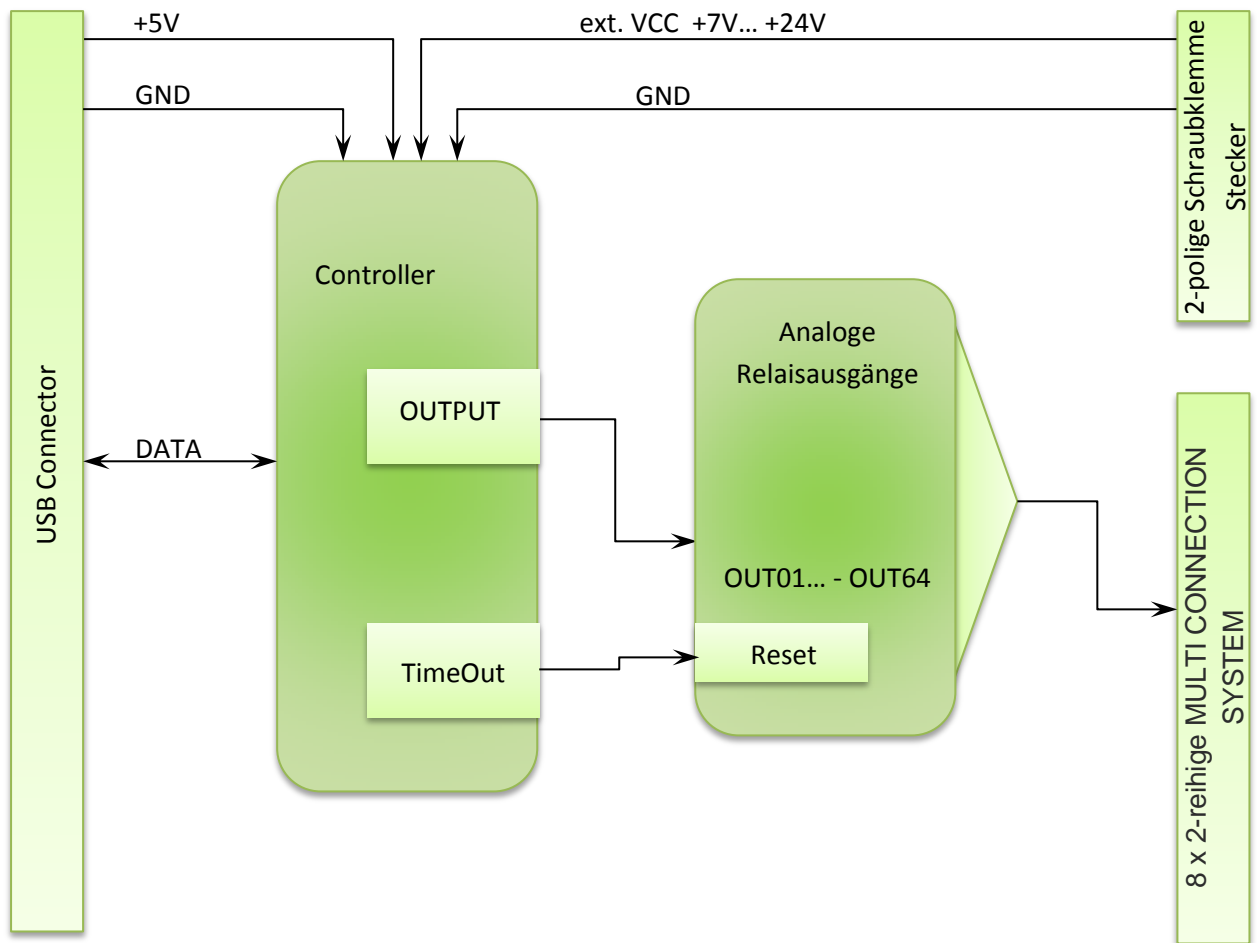 +5V
ext. VCC  +7V... +24V
GND
GND
2-polige Schraubklemme
Stecker
USB Connector
DATA
Controller
OUTPUT
TimeOut
Analoge
Relaisausgänge
OUT01... - OUT64
Reset
8 x 2-reihige MULTI CONNECTION
SYSTEM